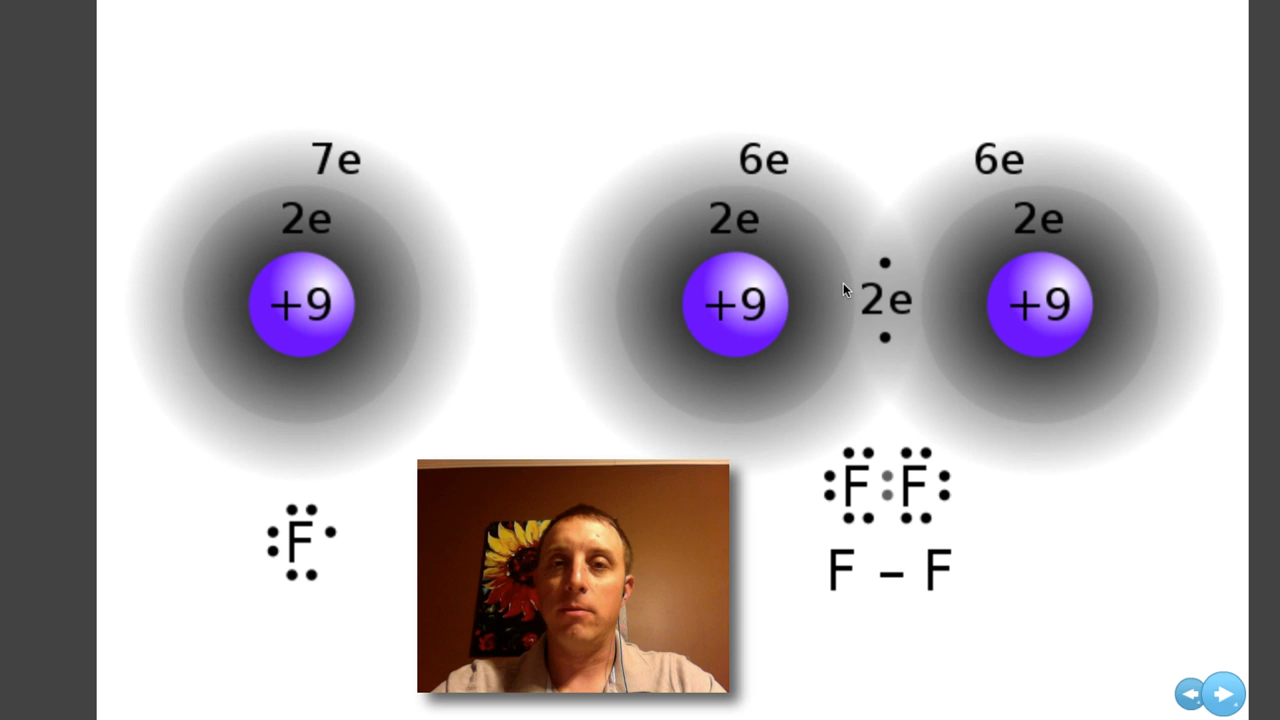 7e
2e
+9
F
6e 6e
2e 2e
+9 2e +9
F F
F – F